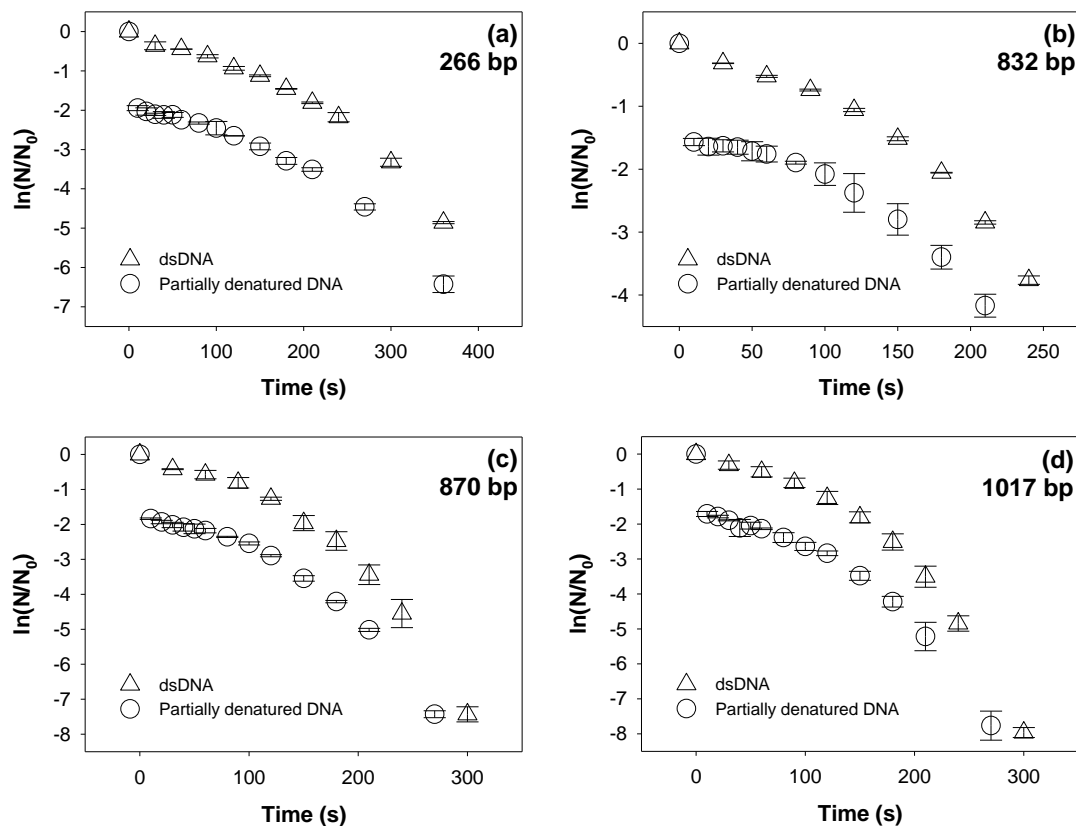 (a)
266 bp
0
-1
-2
-3
-4
-5
-6
-7
ln(N/N0)
dsDNA
Partially denatured DNA
0 100 200 300 400
Time (s)
(b)
832 bp
0
-1
-2
-3
-4
ln(N/N0)
dsDNA
Partially denatured DNA
0 50 100 150 200 250
Time (s)
(c)
870 bp
0
-1
-2
-3
-4
-5
-6
-7
-8
ln(N/N0)
dsDNA
Partially denatured DNA
0 100 200 300
Time (s)
(d)
1017 bp
0
-1
-2
-3
-4
-5
-6
-7
-8
ln(N/N0)
dsDNA
Partially denatured DNA
0 100 200 300
Time (s)